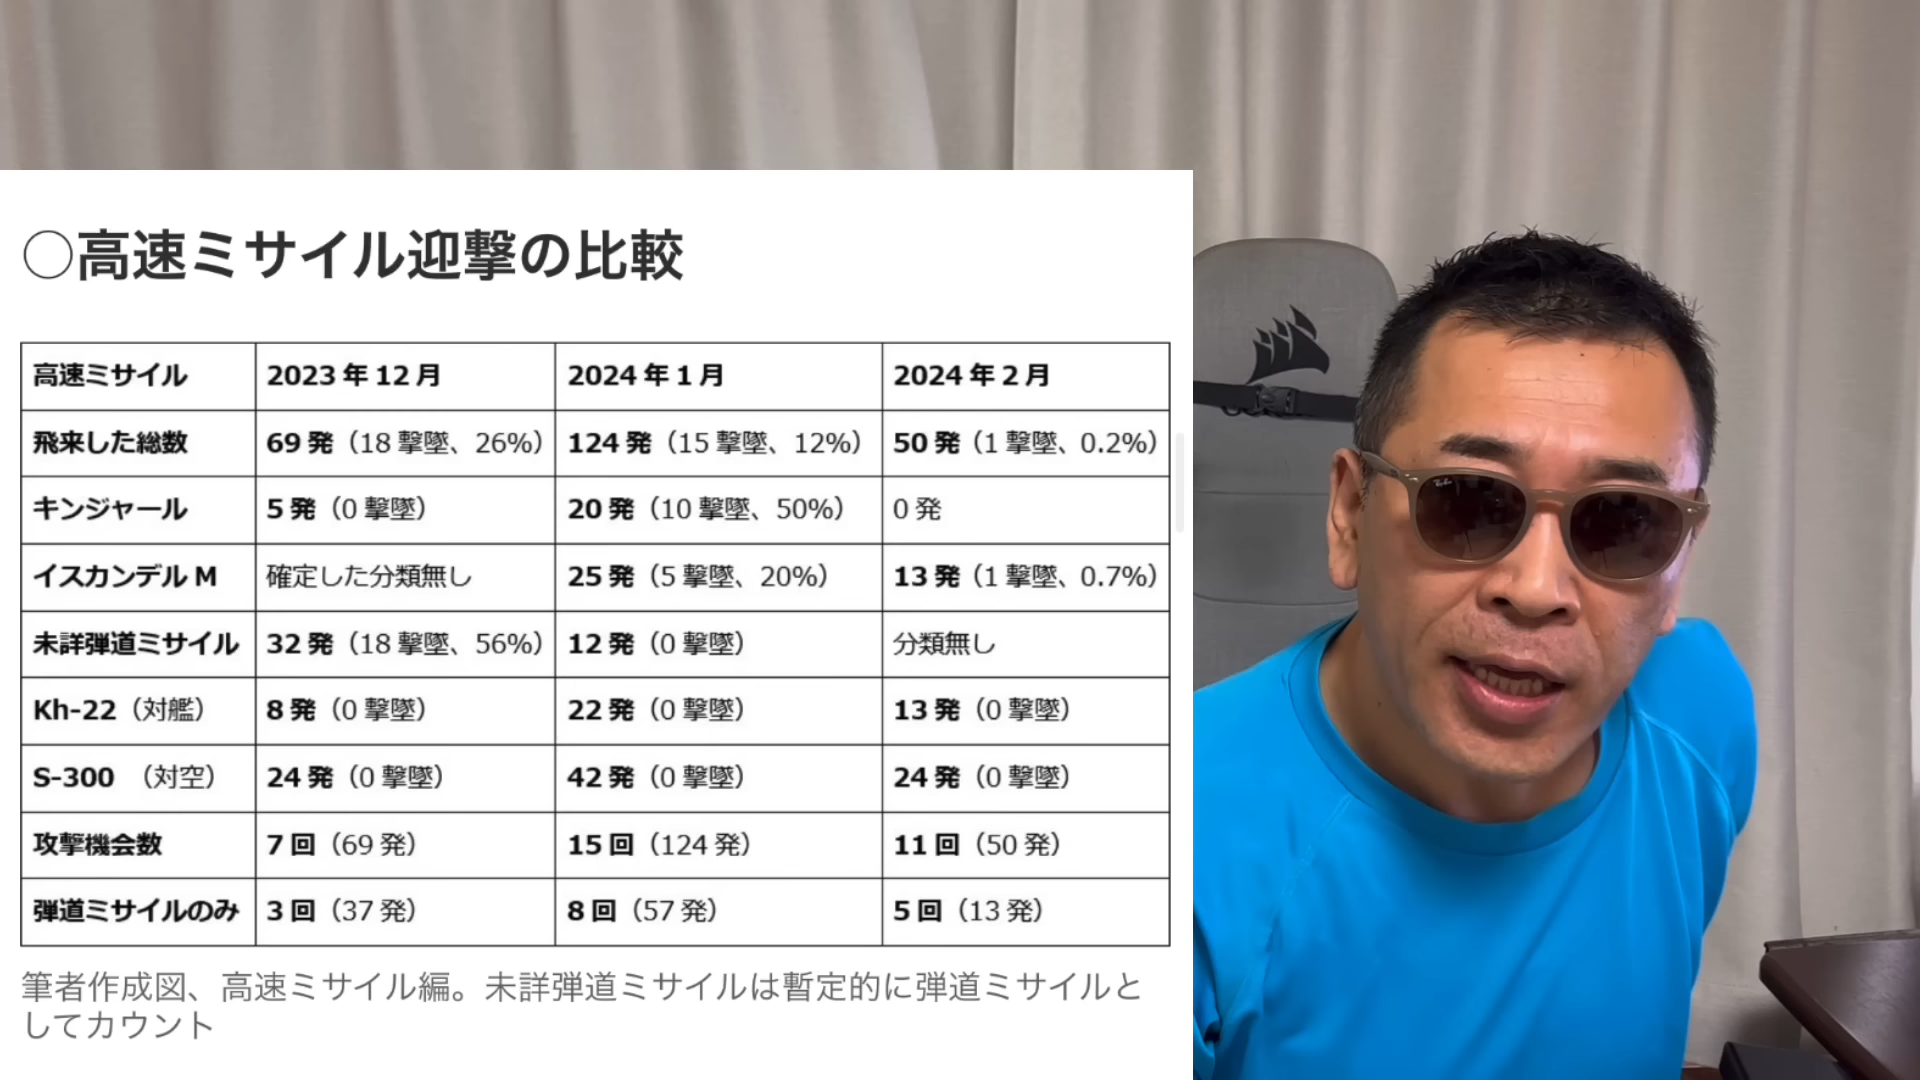 ○高速ミサイル迎撃の比較
高速ミサイル 2023年12月 2024年1月 2024年2月
飛来した総数 69発（18撃墜、26%） 124発（15撃墜、12%） 50発（1撃墜、0.2%）
キンジャール 5発（0撃墜） 20発（10撃墜、50%） 0発
イスカンデルM 確定した分類無し 25発（5撃墜、20%） 13発（1撃墜、0.7%）
未詳弾道ミサイル 32発（18撃墜、56%） 12発（0撃墜） 分類無し
Kh-22（対艦） 8発（0撃墜） 22発（0撃墜） 13発（0撃墜）
S-300 （対空） 24発（0撃墜） 42発（0撃墜） 24発（0撃墜）
攻撃機会数 7回（69発） 15回（124発） 11回（50発）
弾道ミサイルのみ 3回（37発） 8回（57発） 5回（13発）
筆者作成図、高速ミサイル編。未詳弾道ミサイルは暫定的に弾道ミサイルと
してカウント
Ray-Ban